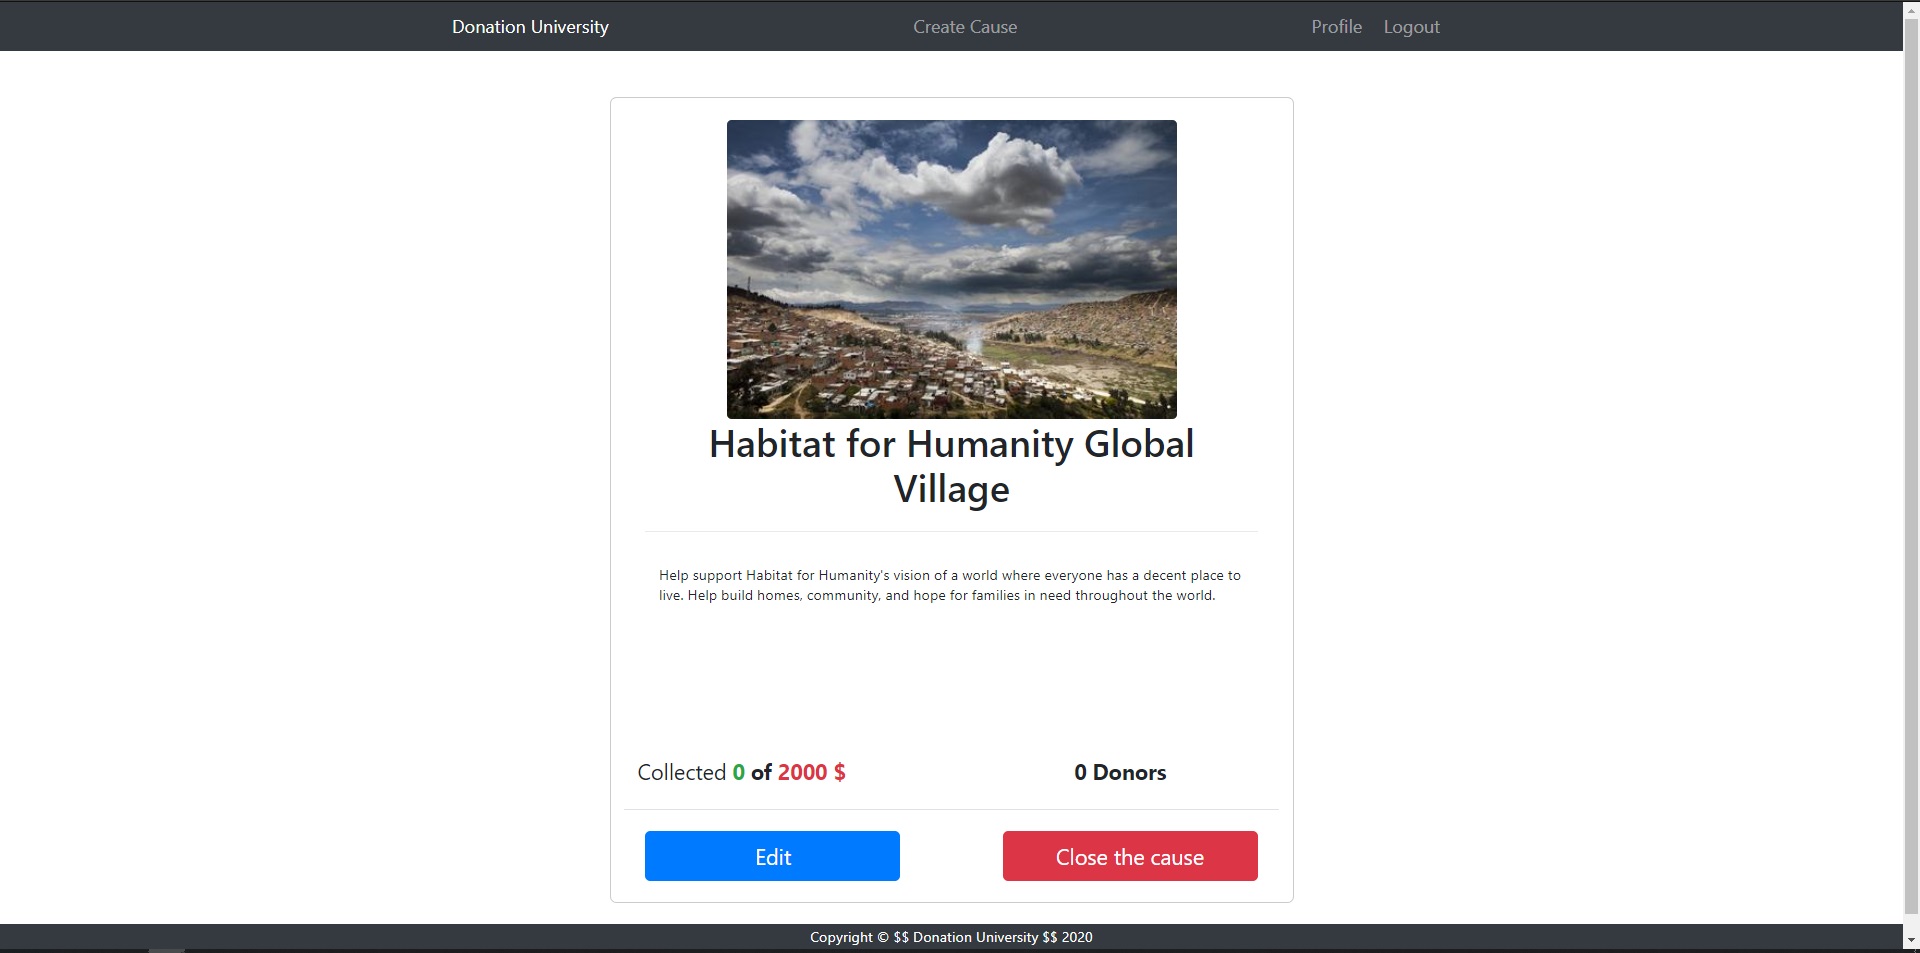 Donation University Create Cause Profile Logout
Habitat for Humanity Global
Village
Help support Habitat for Humanity's vision of a world where everyone has a decent place to
live. Help build homes, community, and hope for families in need throughout the world.
Collected 0 of 2000 $ 0 Donors
Edit Close the cause
Copyright © $$ Donation University $$ 2020